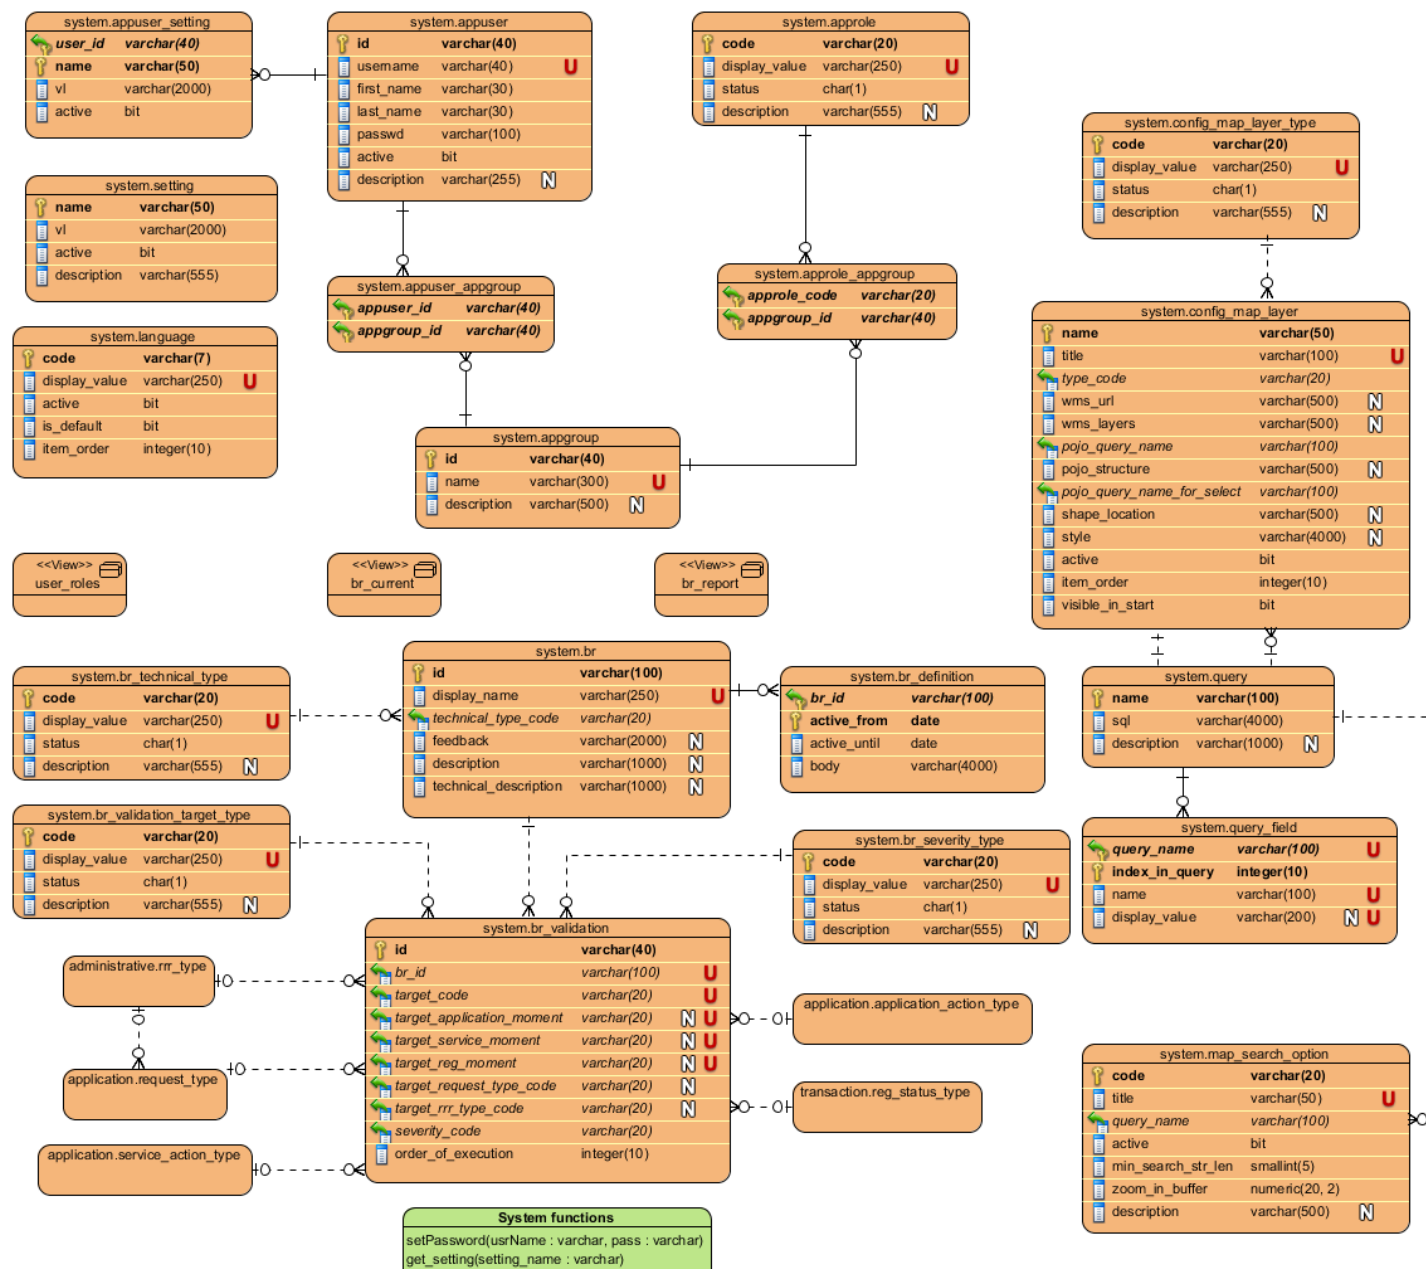 system.appuser_setting
user_id varchar(40)
name varchar(50)
vl varchar(2000)
active bit
system.appuser
id varchar(40)
username varchar(40) U
first_name varchar(30)
last_name varchar(30)
passwd varchar(100)
active bit
description varchar(255) N
system.approle
code varchar(20)
display_value varchar(250) U
status char(1)
description varchar(555) N
system.config_map_layer_type
code varchar(20)
display_value varchar(250) U
status char(1)
description varchar(555) N
system.setting
name varchar(50)
vl varchar(2000)
active bit
description varchar(555)
system.appuser_appgroup
appuser_id varchar(40)
appgroup_id varchar(40)
system.approle_appgroup
approle_code varchar(20)
appgroup_id varchar(40)
system.language
code varchar(7)
display_value varchar(250) U
active bit
is_default bit
item_order integer(10)
system.config_map_layer
name varchar(50)
title varchar(100) U
type_code varchar(20)
wms_url varchar(500) N
wms_layers varchar(500) N
pojo_query_name varchar(100)
pojo_structure varchar(500) N
pojo_query_name_for_select varchar(100)
shape_location varchar(500) N
style varchar(4000) N
active bit
item_order integer(10)
visible_in_start bit
system.appgroup
id varchar(40)
name varchar(300) U
description varchar(500) N
<<View>>
user_roles
<<View>>
br_current
<<View>>
br_report
system.br_technical_type
code varchar(20)
display_value varchar(250) U
status char(1)
description varchar(555) N
system.br
id varchar(100)
display_name varchar(250) U
technical_type_code varchar(20)
feedback varchar(2000) N
description varchar(1000) N
technical_description varchar(1000) N
system.br_definition
br_id varchar(100)
active_from date
active_until date
body varchar(4000)
system.query
name varchar(100)
sql varchar(4000)
description varchar(1000) N
system.br_validation_target_type
code varchar(20)
display_value varchar(250) U
status char(1)
description varchar(555) N
system.br_severity_type
code varchar(20)
display_value varchar(250) U
status char(1)
description varchar(555) N
system.query_field
query_name varchar(100) U
index_in_query integer(10)
name varchar(100) U
display_value varchar(200) N U
system.br_validation
id varchar(40)
br_id varchar(100) U
target_code varchar(20) U
target_application_moment varchar(20) N U
target_service_moment varchar(20) N U
target_reg_moment varchar(20) N U
target_request_type_code varchar(20) N
target_rrr_type_code varchar(20) N
severity_code varchar(20)
order_of_execution integer(10)
administrative.rrr_type
application.request_type
application.service_action_type
application.application_action_type
transaction.reg_status_type
system.map_search_option
code varchar(20)
title varchar(50) U
query_name varchar(100)
active bit
min_search_str_len smallint(5)
zoom_in_buffer numeric(20, 2)
description varchar(500) N
System functions
setPassword(usrName : varchar, pass : varchar)
get_setting(setting_name : varchar)